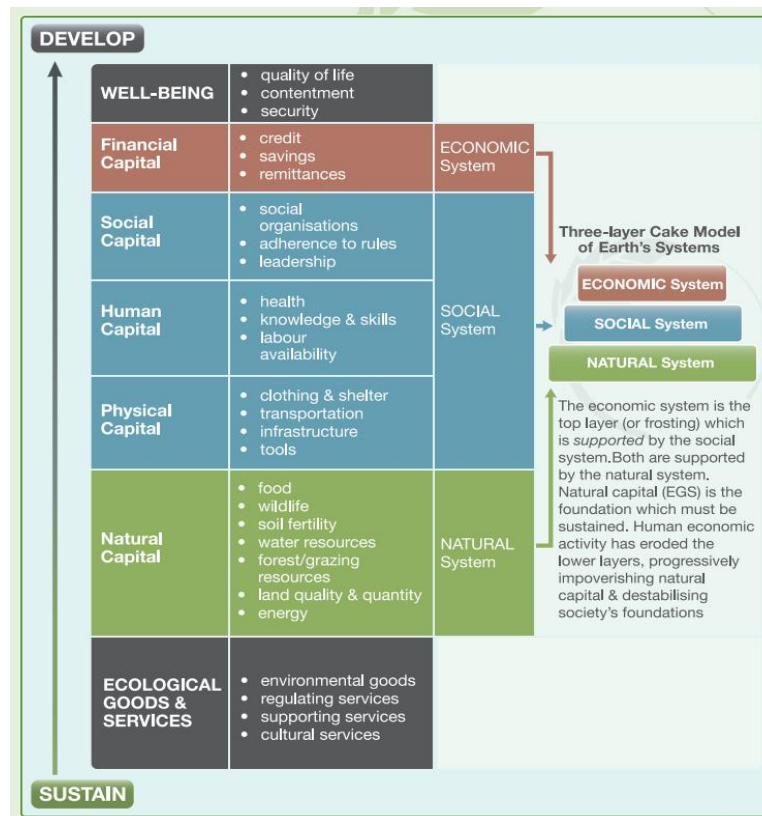 DEVELOP
WELL-BEING
• quality of life
• contentment
• security
Financial
Capital
• credit
• savings
• remittances
ECONOMIC
System
Social
Capital
• social
organisations
• adherence to rules
• leadership
Human
Capital
• health
• knowledge & skills
• labour
availability
SOCIAL
System
Physical
Capital
• clothing & shelter
• transportation
• infrastructure
• tools
Natural
Capital
• food
• wildlife
• soil fertility
• water resources
• forest/grazing
resources
• land quality & quantity
• energy
NATURAL
System
ECOLOGICAL
GOODS &
SERVICES
• environmental goods
• regulating services
• supporting services
• cultural services
SUSTAIN
Three-layer Cake Model
of Earth's Systems
ECONOMIC System
SOCIAL System
NATURAL System
The economic system is the
top layer (or frosting) which
is supported by the social
system.Both are supported
by the natural system.
Natural capital (EGS) is the
foundation which must be
sustained. Human economic
activity has eroded the
lower layers, progressively
impoverishing natural
capital & destabilising
society's foundations